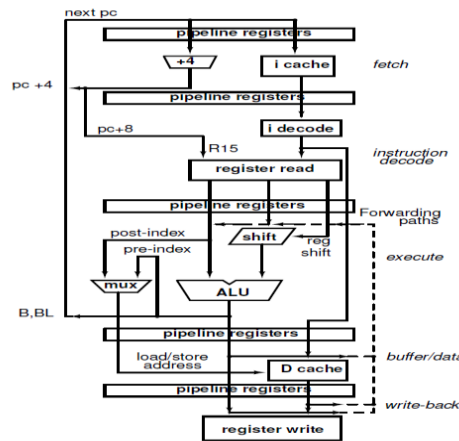 next pc
pipeline registers
+4
i cache
fetch
pc +4
pipeline registers
pc+8
i decode
R15
instruction
decode
register read
pipeline registers
Forwarding
paths
post-index
shift
reg
shift
pre-index
execute
mux
ALU
B,BL
pipeline registers
load/store
address
buffer/data
D cache
pipeline registers
write-back
register write